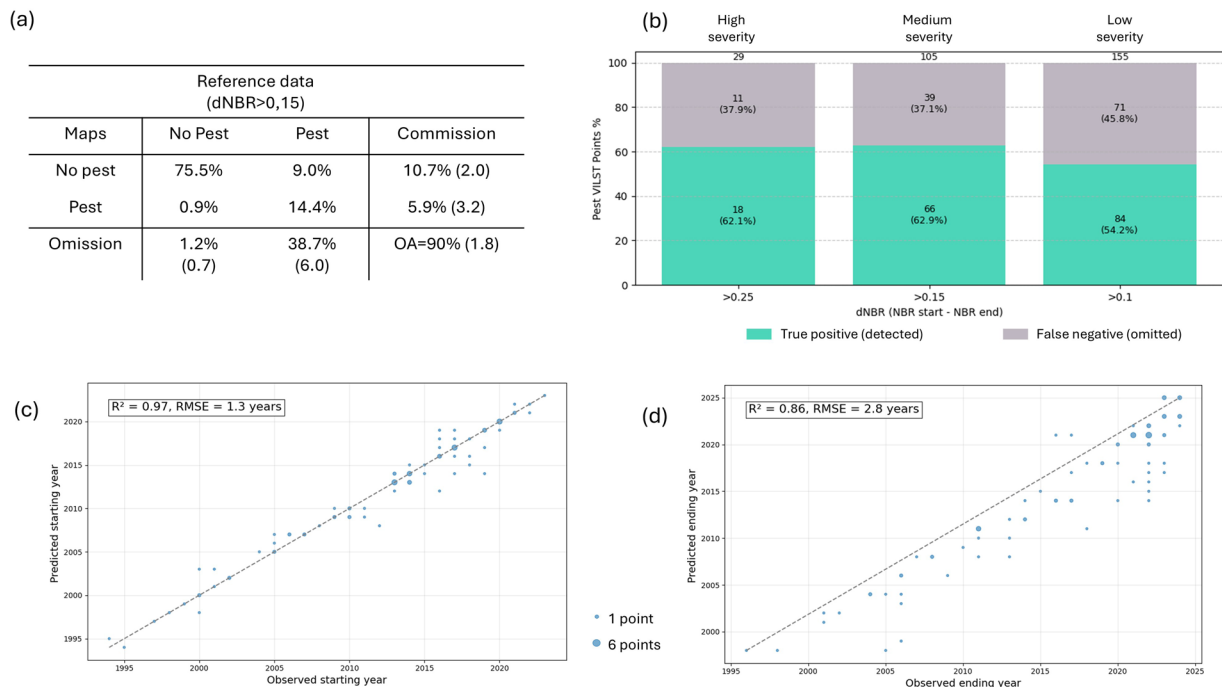 (a)
Reference data
(dNBR>0,15)
Maps No Pest Pest Commission
No pest 75.5% 9.0% 10.7% (2.0)
Pest 0.9% 14.4% 5.9% (3.2)
Omission 1.2% 38.7% OA=90% (1.8)
(0.7) (6.0)
(b)
High Medium Low
severity severity severity
29 105 155
100
80
60
40
20
0
Pest VILST Points %
11 39 71
(37.9%) (37.1%) (45.8%)
18 66 84
(62.1%) (62.9%) (54.2%)
>0.25 >0.15 >0.1
dNBR (NBR start - NBR end)
True positive (detected) False negative (omitted)
(c)
R² = 0.97, RMSE = 1.3 years
2020
2015
2010
2005
2000
1995
Predicted starting year
1995 2000 2005 2010 2015 2020
Observed starting year
1 point
6 points
(d)
R² = 0.86, RMSE = 2.8 years
2025
2020
2015
2010
2005
2000
Predicted ending year
1995 2000 2005 2010 2015 2020 2025
Observed ending year